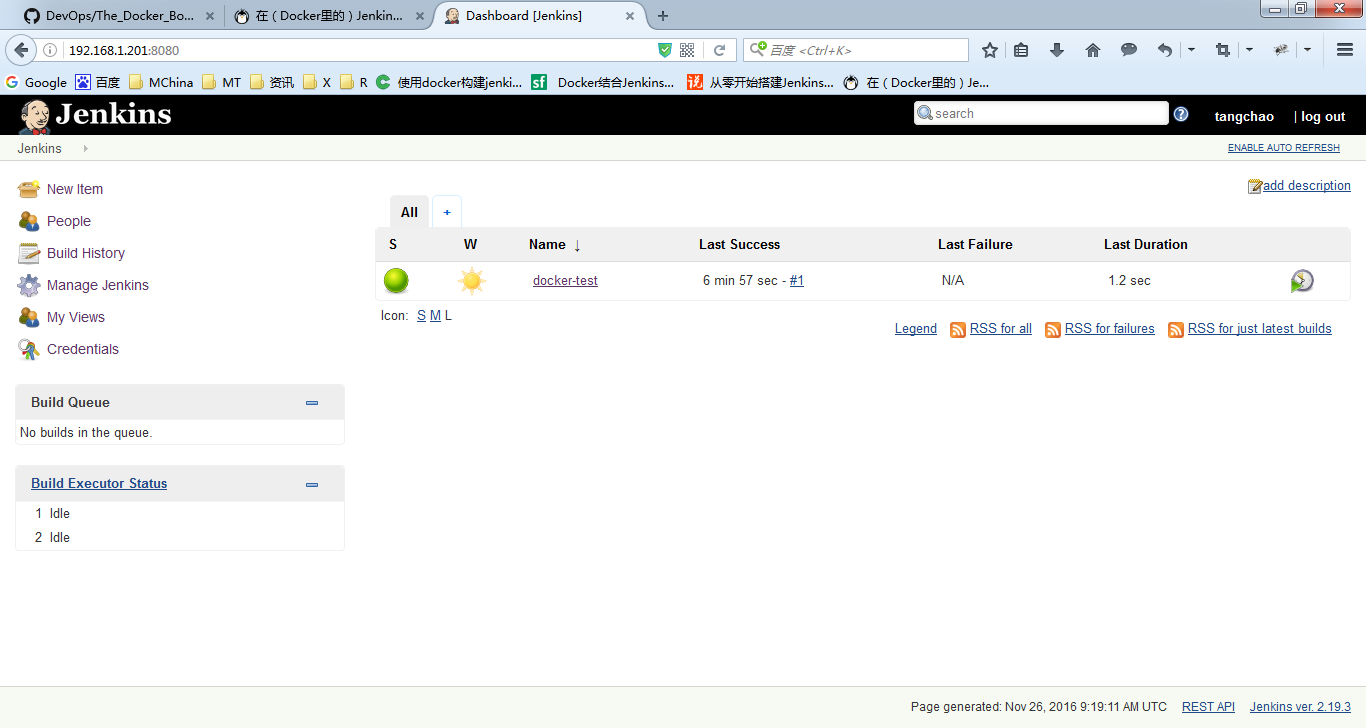 DevOps/The_Docker_Bo...
在（Docker里的）Jenkin...
Dashboard [Jenkins]
192.168.1.201:8080
百度 <Ctrl+K>
Google 百度 MChina MT 资讯 X R 使用docker构建jenki... Docker结合Jenkins... 从零开始搭建Jenkins... 在（Docker里的）Je...
Jenkins
search
tangchao | log out
Jenkins
ENABLE AUTO REFRESH
New Item
People
Build History
Manage Jenkins
My Views
Credentials
Build Queue
No builds in the queue.
Build Executor Status
1 Idle
2 Idle
add description
All +
S W Name ↓ Last Success Last Failure Last Duration
docker-test 6 min 57 sec - #1 N/A 1.2 sec
Icon: S M L
Legend RSS for all RSS for failures RSS for just latest builds
Page generated: Nov 26, 2016 9:19:11 AM UTC REST API Jenkins ver. 2.19.3